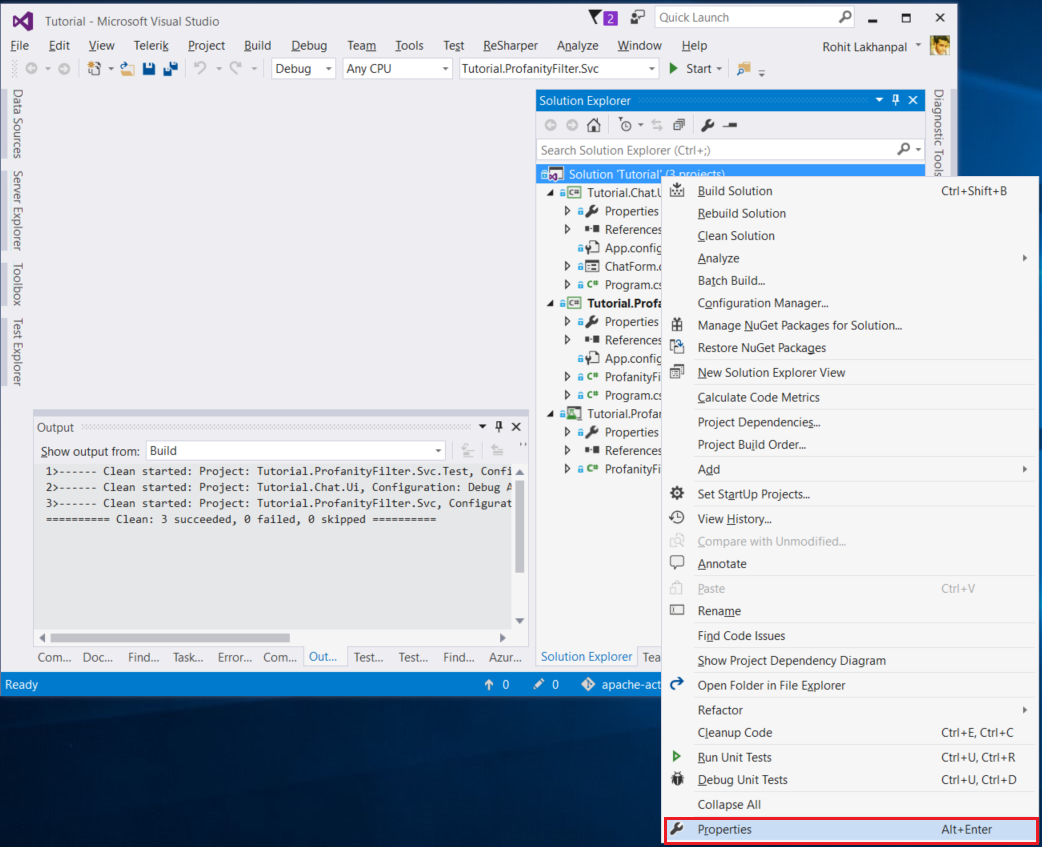 Tutorial - Microsoft Visual Studio
2
Quick Launch
File Edit View Telerik Project Build Debug Team Tools Test ReSharper Analyze Window Help Rohit Lakhanpal
Debug Any CPU Tutorial.ProfanityFilter.Svc Start
Data Sources
Server Explorer
Toolbox
Test Explorer
Solution Explorer
Search Solution Explorer (Ctrl+;)
Solution 'Tutorial' (3 projects)
Tutorial.Chat.U
Properties
References
App.config
ChatForm.c
Program.cs
Tutorial.Profa
Properties
References
App.config
ProfanityFi
Program.cs
Tutorial.Profan
Properties
References
ProfanityFi
Diagnostic Tools
Output
Show output from: Build
1>------ Clean started: Project: Tutorial.ProfanityFilter.Svc.Test, Confi
2>------ Clean started: Project: Tutorial.Chat.Ui, Configuration: Debug A
3>------ Clean started: Project: Tutorial.ProfanityFilter.Svc, Configurat
========== Clean: 3 succeeded, 0 failed, 0 skipped ==========
Com... Doc... Find... Task... Error... Com... Out... Test... Test... Find... Azur...
Solution Explorer Tea
Ready 0 0 apache-act
Build Solution Ctrl+Shift+B
Rebuild Solution
Clean Solution
Analyze
Batch Build...
Configuration Manager...
Manage NuGet Packages for Solution...
Restore NuGet Packages
New Solution Explorer View
Calculate Code Metrics
Project Dependencies...
Project Build Order...
Add
Set StartUp Projects...
View History...
Compare with Unmodified...
Annotate
Paste Ctrl+V
Rename
Find Code Issues
Show Project Dependency Diagram
Open Folder in File Explorer
Refactor
Cleanup Code Ctrl+E, Ctrl+C
Run Unit Tests Ctrl+U, Ctrl+R
Debug Unit Tests Ctrl+U, Ctrl+D
Collapse All
Properties Alt+Enter